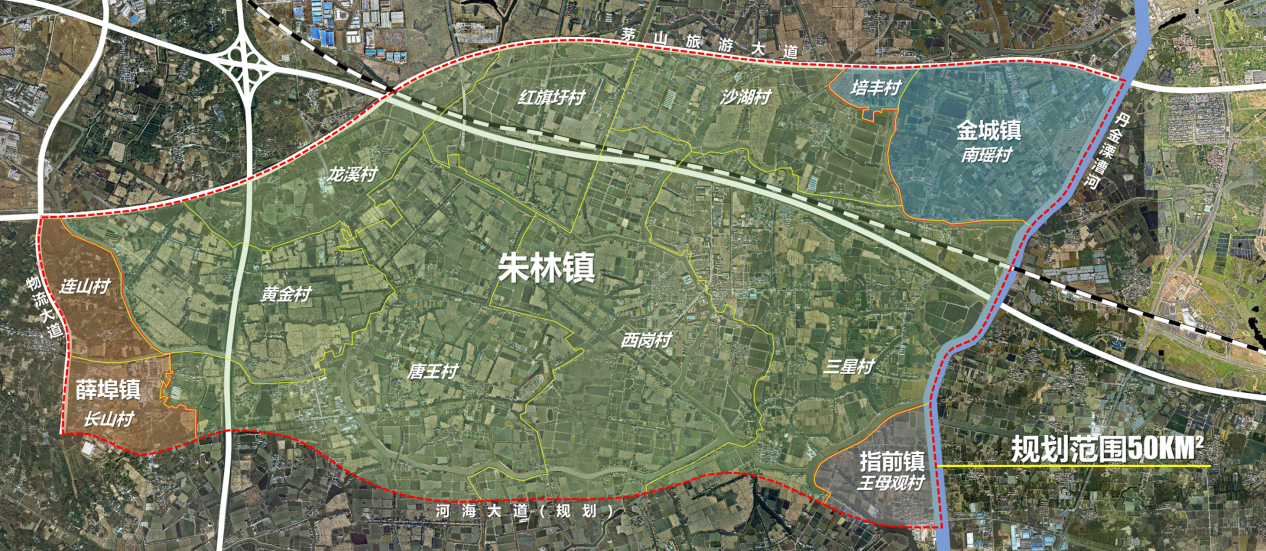 茅山旅游大道
培丰村
红旗圩村
沙湖村
金城镇
南瑶村
丹金溧漕河
龙溪村
朱林镇
连山村
黄金村
物流大道
西岗村
唐王村
三星村
薛埠镇
长山村
规划范围50KM²
指前镇
王母观村
河海大道(规划)